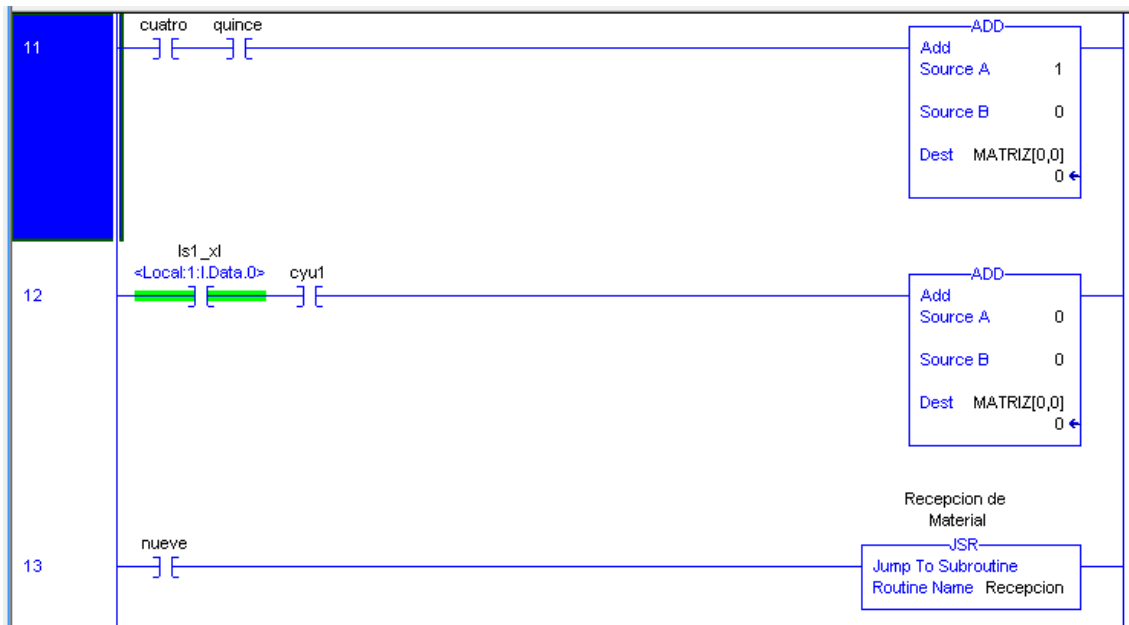 cuatro quince
11
ADD
Add
Source A 1
Source B 0
Dest MATRIZ[0,0]
0
ls1_xl
<Local:1:I.Data.0> cyu1
12
ADD
Add
Source A 0
Source B 0
Dest MATRIZ[0,0]
0
Recepcion de
Material
nueve
13
JSR
Jump To Subroutine
Routine Name Recepcion